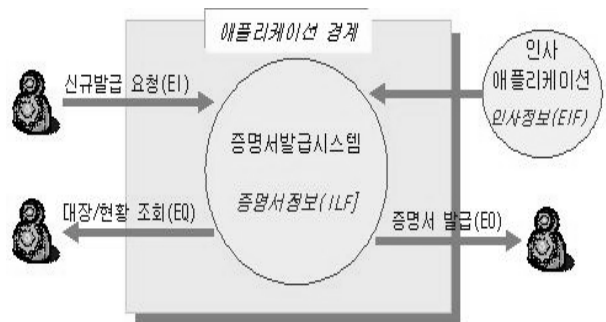 애플리케이션 경계
신규발급 요청(EI)
인사
애플리케이션
인사정보(EIF)
증명서발급시스템
증명서정보(ILF]
대장/현황 조회(EQ)
증명서 발급(EO)